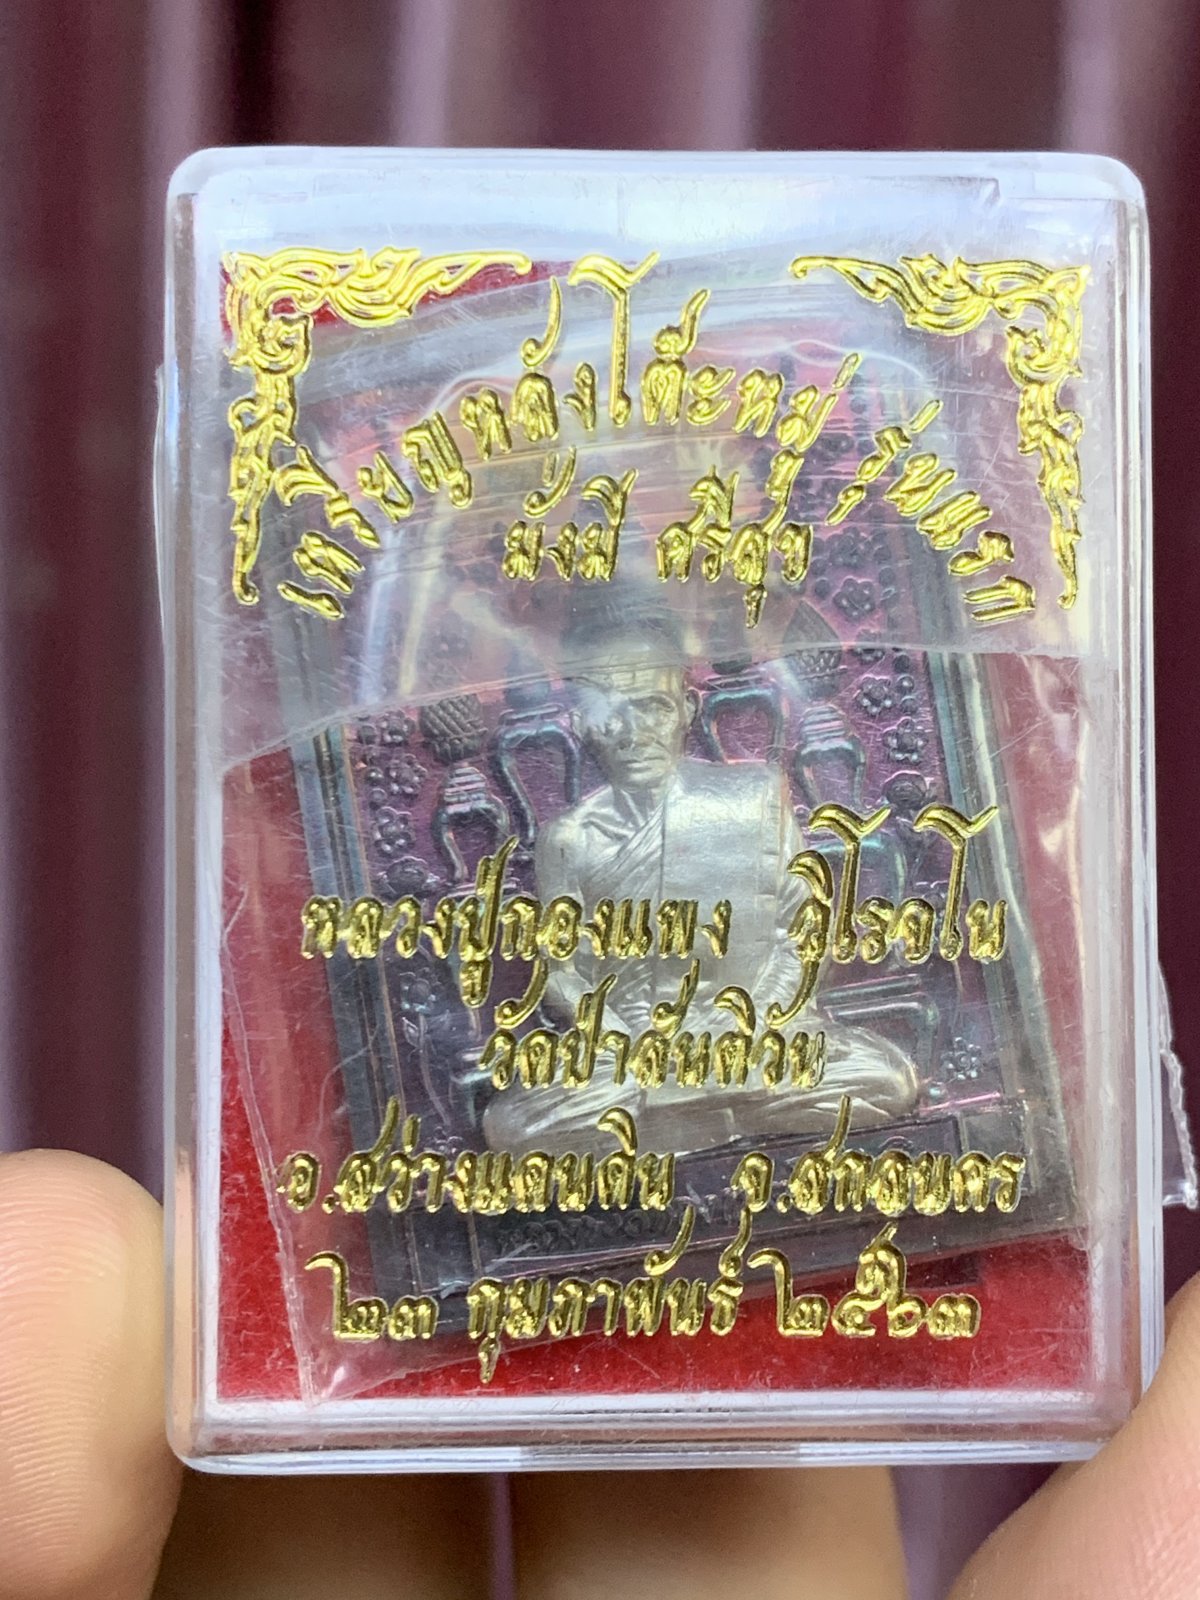 เหรียญหลังโต๊ะหมู่ รุ่นแรก
มั่งมี ศรีสุข
หลวงปู่กองแพง วิโรจโน
วัดป่าสันติวัน
อ.สว่างแดนดิน จ.สกลนคร
๒๓ กุมภาพันธ์ ๒๕๖๓